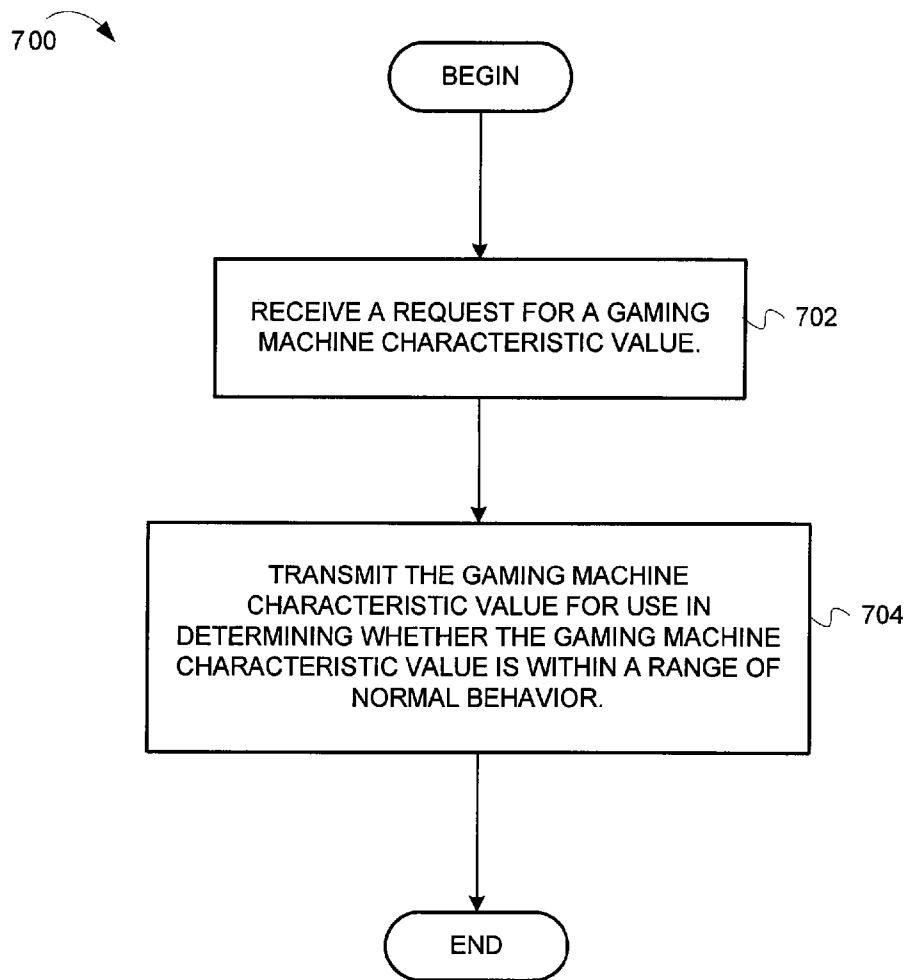 700
BEGIN
RECEIVE A REQUEST FOR A GAMING
MACHINE CHARACTERISTIC VALUE.
702
TRANSMIT THE GAMING MACHINE
CHARACTERISTIC VALUE FOR USE IN
DETERMINING WHETHER THE GAMING MACHINE
CHARACTERISTIC VALUE IS WITHIN A RANGE OF
NORMAL BEHAVIOR.
704
END